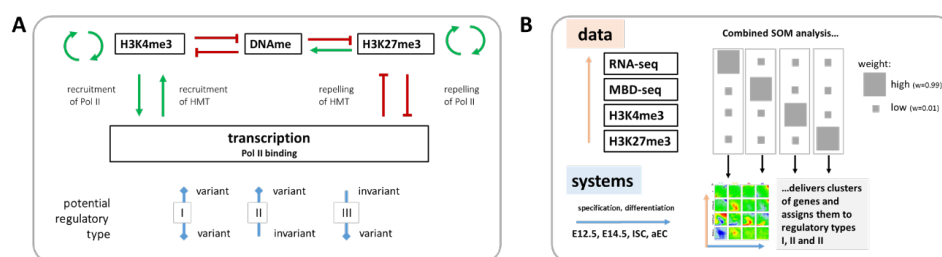 A
H3K4me3
DNAme
H3K27me3
recruitment
of Pol II
recruitment
of HMT
repelling
of HMT
repelling
of Pol II
transcription
Pol II binding
potential
regulatory
type
variant
I
variant
variant
II
invariant
invariant
III
variant
B
data
RNA-seq
MBD-seq
H3K4me3
H3K27me3
systems
specification, differentiation
E12.5, E14.5, ISC, aEC
Combined SOM analysis...
weight:
high (w=0.99)
low (w=0.01)
...delivers clusters
of genes and
assigns them to
regulatory types
I, II and II